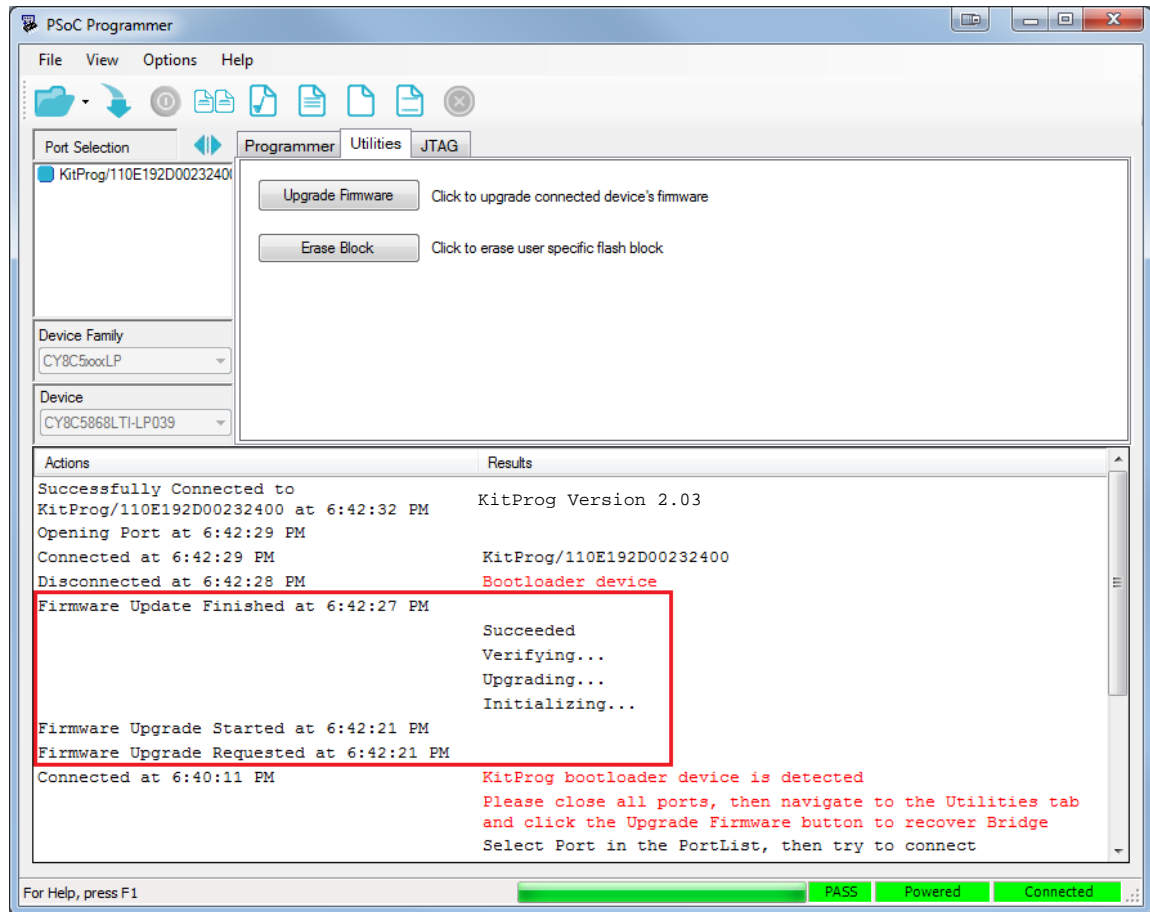 PSoC Programmer
File View Options Help
Port Selection
Programmer Utilities JTAG
KitProg/110E192D00232400
Upgrade Firmware Click to upgrade connected device's firmware
Erase Block Click to erase user specific flash block
Device Family
CY8C5xxxLP
Device
CY8C5868LTI-LP039
Actions Results
Successfully Connected to
KitProg/110E192D00232400 at 6:42:32 PM KitProg Version 2.03
Opening Port at 6:42:29 PM
Connected at 6:42:29 PM KitProg/110E192D00232400
Disconnected at 6:42:28 PM Bootloader device
Firmware Update Finished at 6:42:27 PM
Succeeded
Verifying...
Upgrading...
Initializing...
Firmware Upgrade Started at 6:42:21 PM
Firmware Upgrade Requested at 6:42:21 PM
Connected at 6:40:11 PM KitProg bootloader device is detected
Please close all ports, then navigate to the Utilities tab
and click the Upgrade Firmware button to recover Bridge
Select Port in the PortList, then try to connect
For Help, press F1 PASS Powered Connected